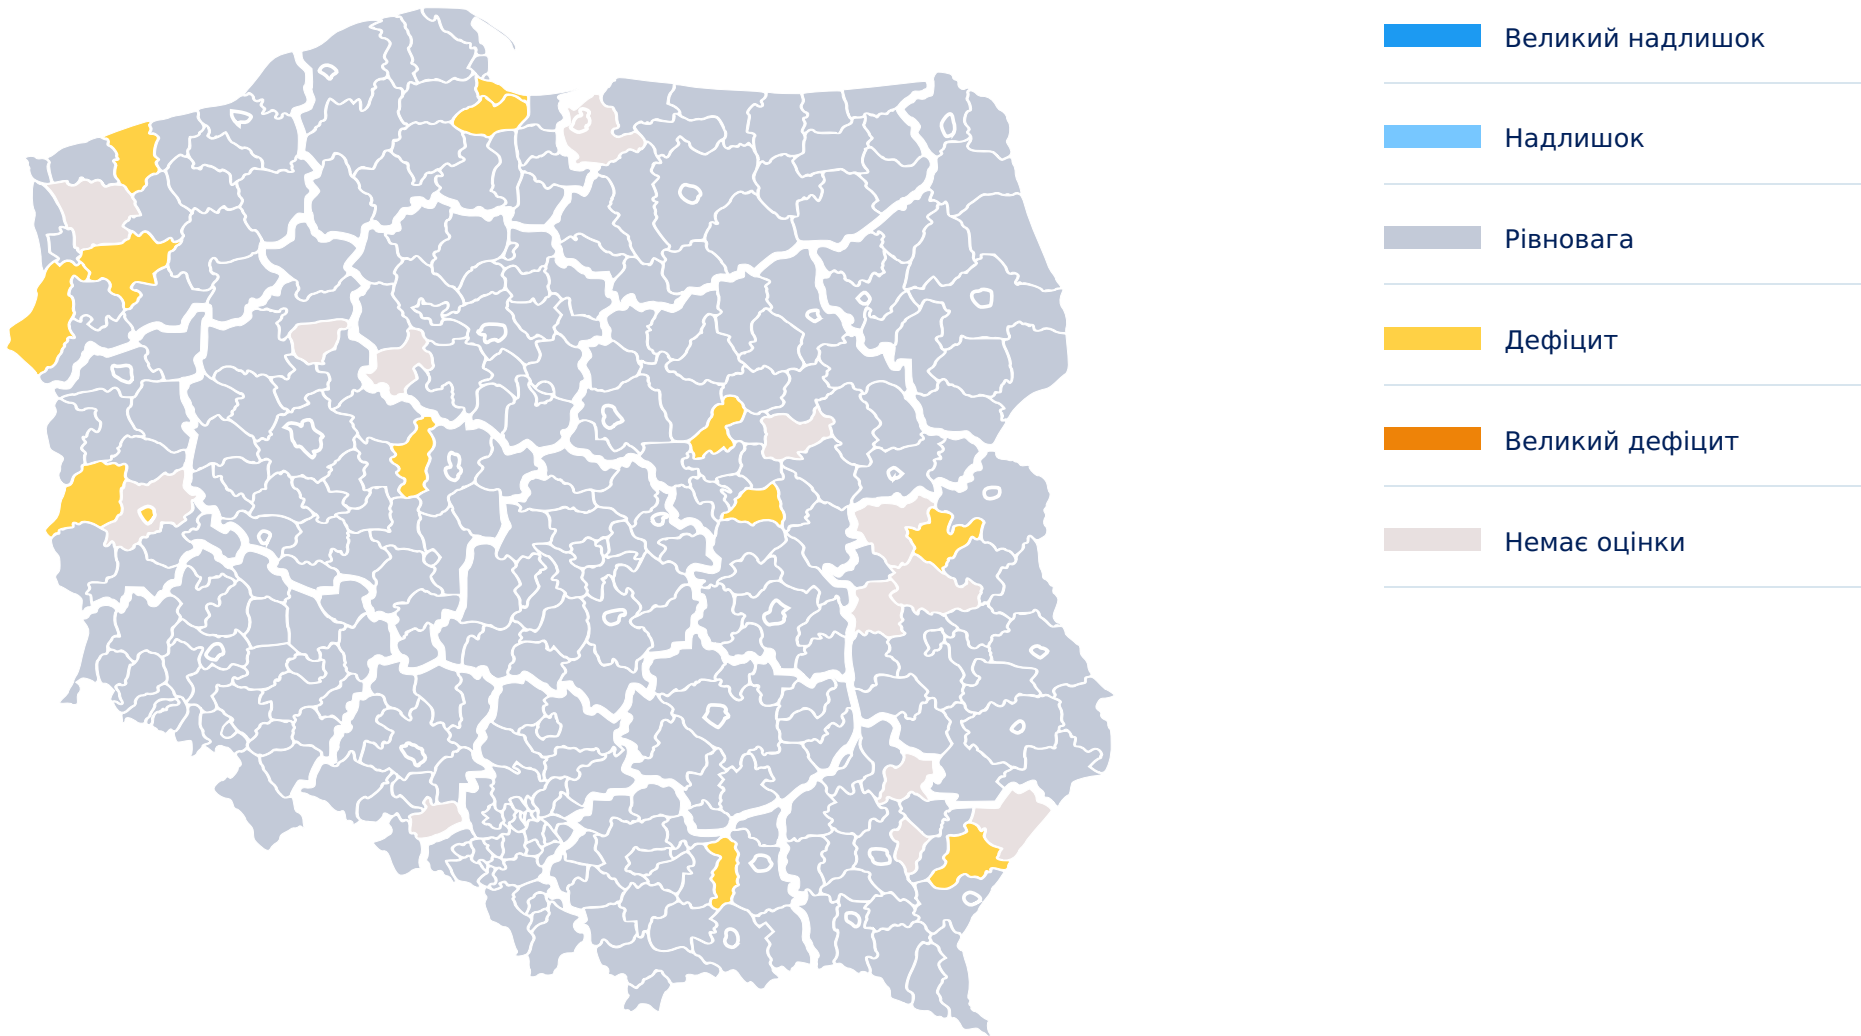 Великий надлишок
Надлишок
Рівновага
Дефіцит
Великий дефіцит
Немає оцінки